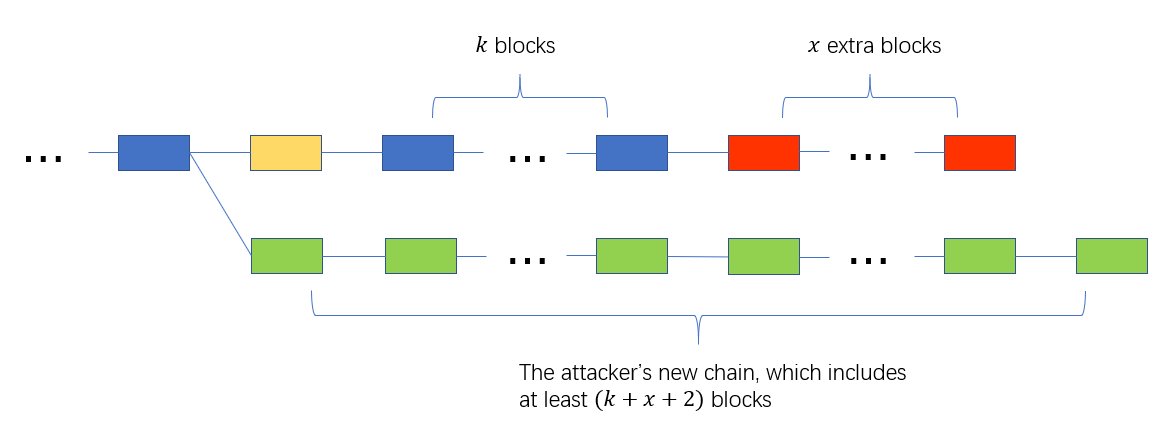 k blocks
x extra blocks
...
...
...
...
...
The attacker's new chain, which includes
at least (k + x + 2) blocks